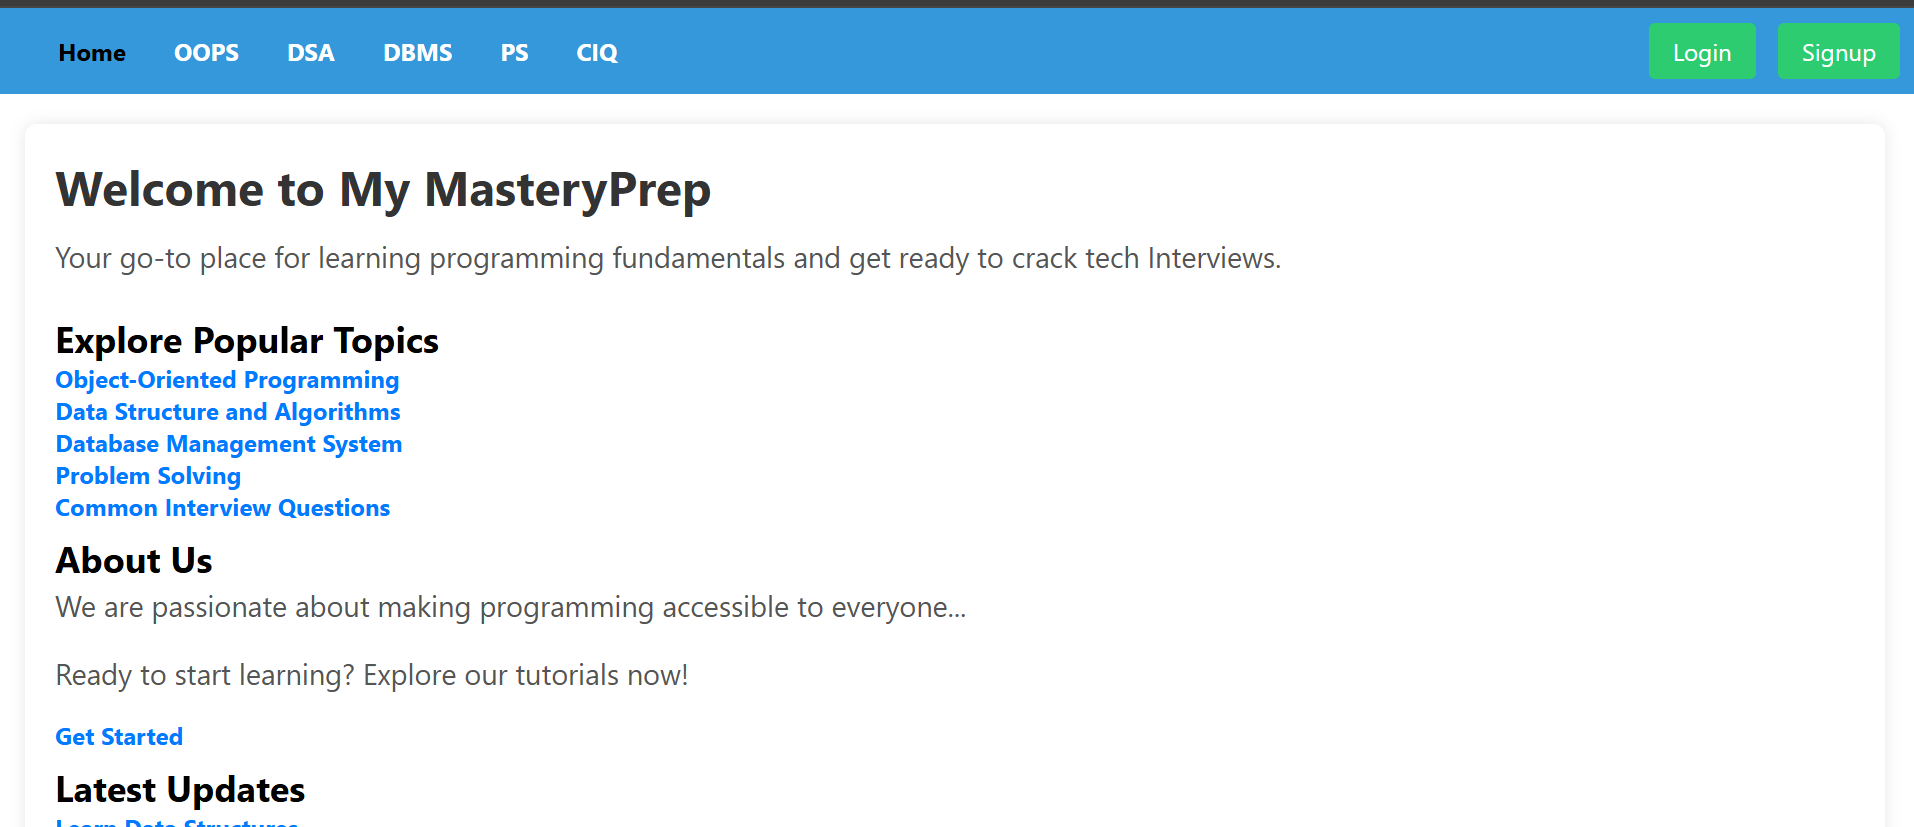 Home OOPS DSA DBMS PS CIQ Login Signup
Welcome to My MasteryPrep
Your go-to place for learning programming fundamentals and get ready to crack tech Interviews.
Explore Popular Topics
Object-Oriented Programming
Data Structure and Algorithms
Database Management System
Problem Solving
Common Interview Questions
About Us
We are passionate about making programming accessible to everyone...
Ready to start learning? Explore our tutorials now!
Get Started
Latest Updates
Learn Data Structures